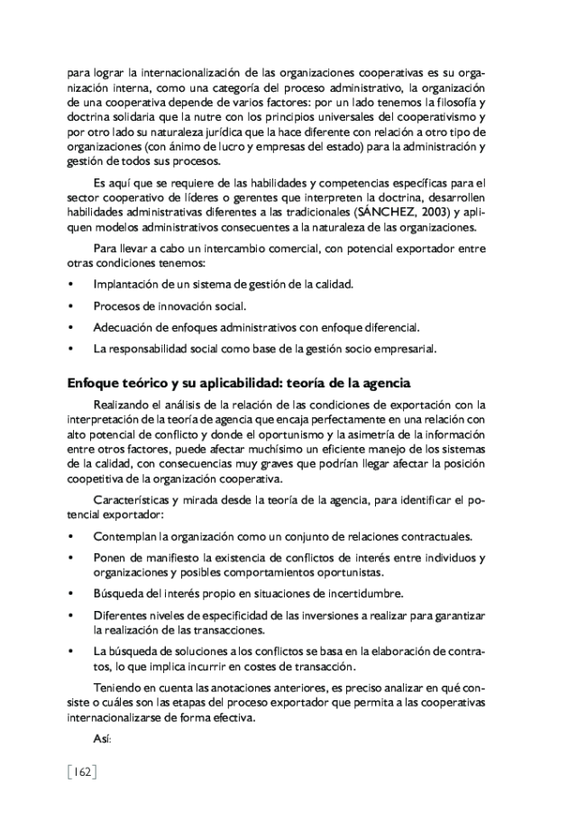 para lograr la internacionalización de las organizaciones cooperativas es su orga-
nización interna, como una categoría del proceso administrativo, la organización
de una cooperativa depende de varios factores: por un lado tenemos la filosofía y
doctrina solidaria que la nutre con los principios universales del cooperativismo y
por otro lado su naturaleza jurídica que la hace diferente con relación a otro tipo de
organizaciones (con ánimo de lucro y empresas del estado) para la administración y
gestión de todos sus procesos.
Es aquí que se requiere de las habilidades y competencias específicas para el
sector cooperativo de líderes o gerentes que interpreten la doctrina, desarrollen
habilidades administrativas diferentes a las tradicionales (SÁNCHEZ, 2003) y apli-
quen modelos administrativos consecuentes a la naturaleza de las organizaciones.
Para llevar a cabo un intercambio comercial, con potencial exportador entre
otras condiciones tenemos:
• Implantación de un sistema de gestión de la calidad.
• Procesos de innovación social.
• Adecuación de enfoques administrativos con enfoque diferencial.
• La responsabilidad social como base de la gestión socio empresarial.
Enfoque teórico y su aplicabilidad: teoría de la agencia
Realizando el análisis de la relación de las condiciones de exportación con la
interpretación de la teoría de agencia que encaja perfectamente en una relación con
alto potencial de conflicto y donde el oportunismo y la asimetría de la información
entre otros factores, puede afectar muchísimo un eficiente manejo de los sistemas
de la calidad, con consecuencias muy graves que podrían llegar afectar la posición
coopetitiva de la organización cooperativa.
Características y mirada desde la teoría de la agencia, para identificar el po-
tencial exportador:
• Contemplan la organización como un conjunto de relaciones contractuales.
• Ponen de manifiesto la existencia de conflictos de interés entre individuos y
organizaciones y posibles comportamientos oportunistas.
• Búsqueda del interés propio en situaciones de incertidumbre.
• Diferentes niveles de especificidad de las inversiones a realizar para garantizar
la realización de las transacciones.
• La búsqueda de soluciones a los conflictos se basa en la elaboración de contra-
tos, lo que implica incurrir en costes de transacción.
Teniendo en cuenta las anotaciones anteriores, es preciso analizar en qué con-
siste o cuáles son las etapas del proceso exportador que permita a las cooperativas
internacionalizarse de forma efectiva.
Así:
[162]